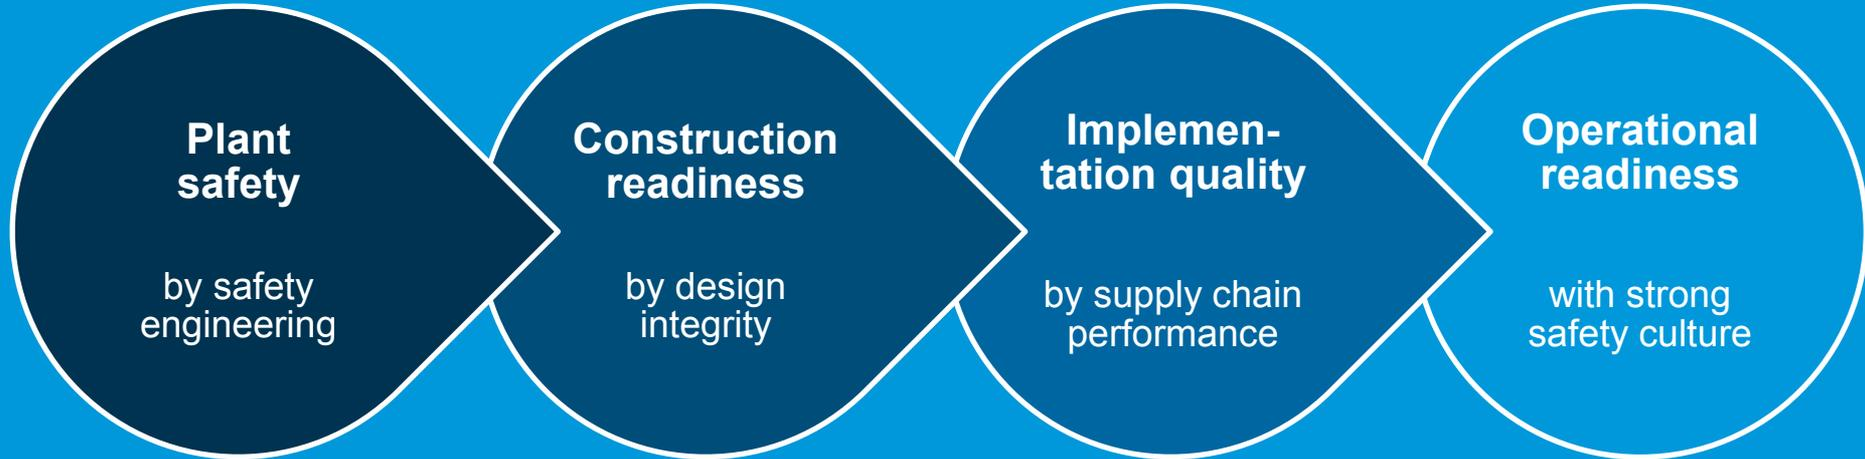 Plant
safety
by safety
engineering
Construction
readiness
by design
integrity
Implemen-
tation quality
by supply chain
performance
Operational
readiness
with strong
safety culture